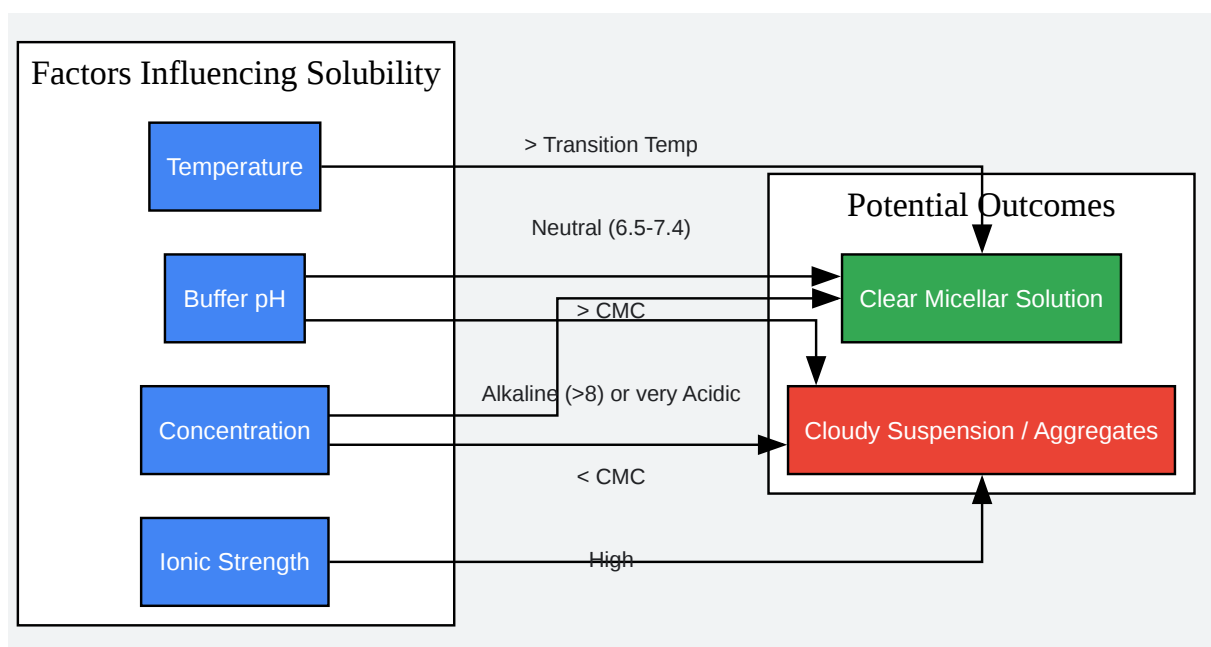 Factors Influencing Solubility
Temperature
Buffer pH
Concentration
Ionic Strength
> Transition Temp
Neutral (6.5-7.4)
> CMC
Alkaline (>8) or very Acidic
< CMC
High
Potential Outcomes
Clear Micellar Solution
Cloudy Suspension / Aggregates